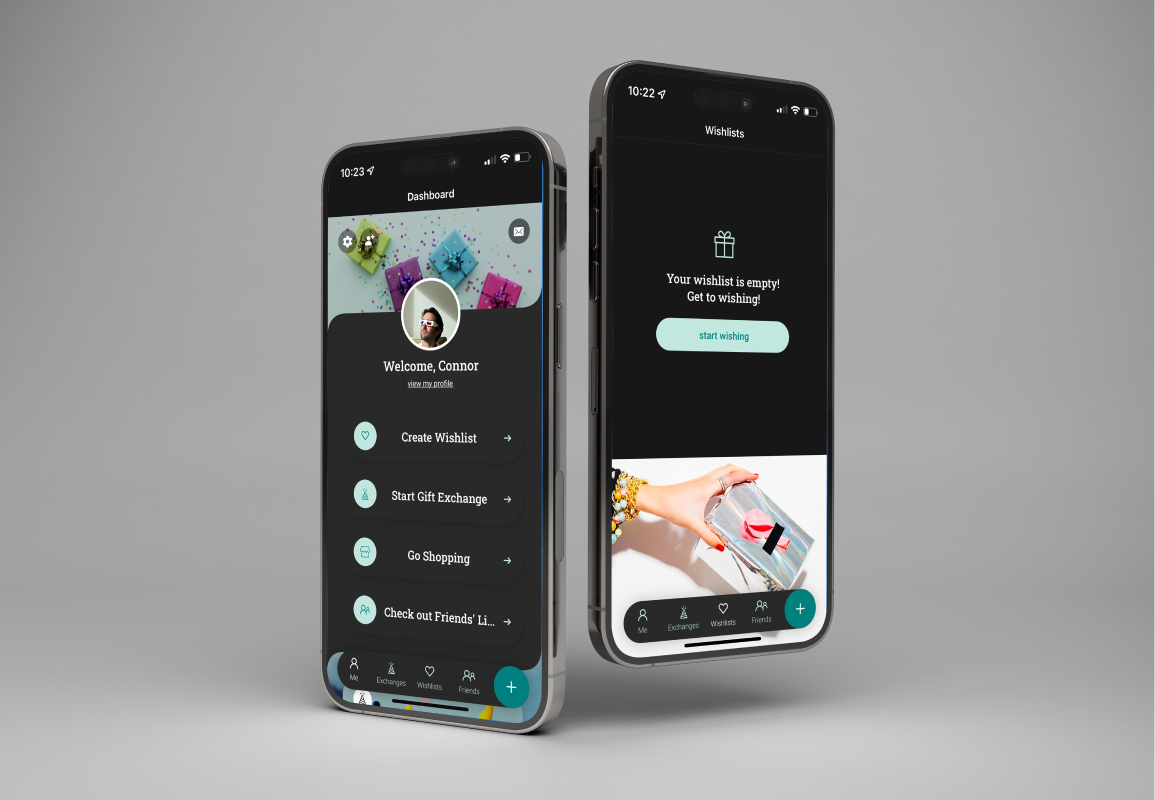 10:23
Dashboard
Welcome, Connor
view my profile
Create Wishlist
Start Gift Exchange
Go Shopping
Check out Friends' Li...
Me
Exchanges
Wishlists
Friends
10:22
Wishlists
Your wishlist is empty!
Get to wishing!
start wishing
Me
Exchanges
Wishlists
Friends